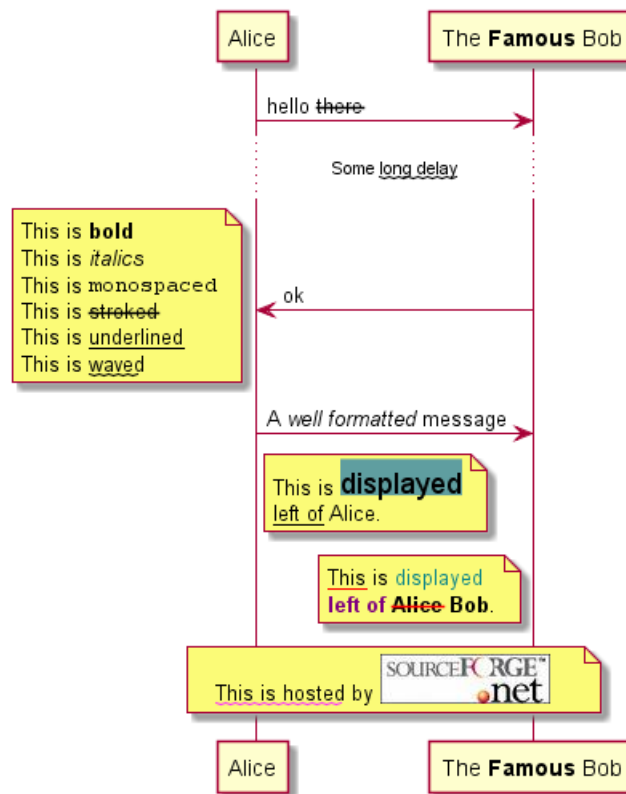 Alice
The Famous Bob
hello there
Some long delay
This is bold
This is italics
This is monospaced
This is stroked
This is underlined
This is waved
ok
A well formatted message
This is displayed
left of Alice.
This is displayed
left of Alice Bob.
This is hosted by SOURCEFORGE™
.net
Alice
The Famous Bob